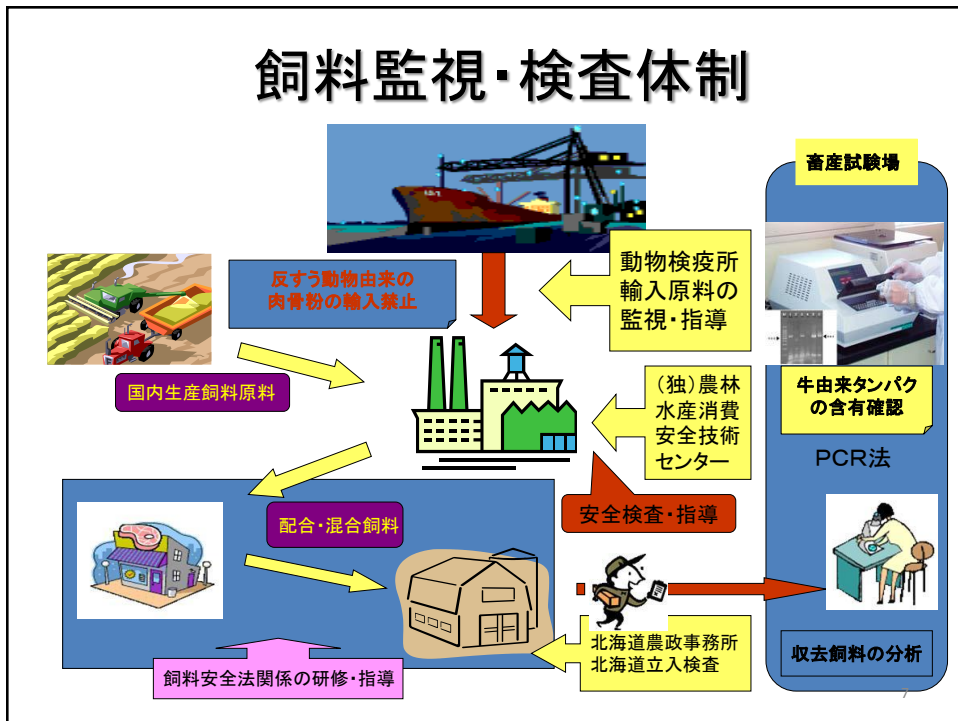 飼料監視・検査体制
畜産試験場
反すう動物由来の
肉骨粉の輸入禁止
動物検疫所
輸入原料の
監視・指導
国内生産飼料原料
（独）農林
水産消費
安全技術
センター
牛由来タンパク
の含有確認
PCR法
配合・混合飼料
安全検査・指導
北海道農政事務所
北海道立入検査
収去飼料の分析
飼料安全法関係の研修・指導
7